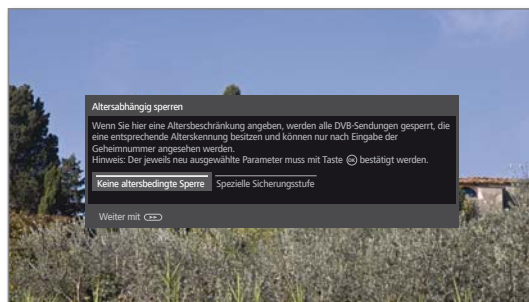 Altersabhängig sperren
Wenn Sie hier eine Altersbeschränkung angeben, werden alle DVB-Sendungen gesperrt, die
eine entsprechende Alterskennung besitzen und können nur nach Eingabe der
Geheimnummer angesehen werden.
Hinweis: Der jeweils neu ausgewählte Parameter muss mit Taste OK bestätigt werden.
Keine altersbedingte Sperre Spezielle Sicherungsstufe
Weiter mit